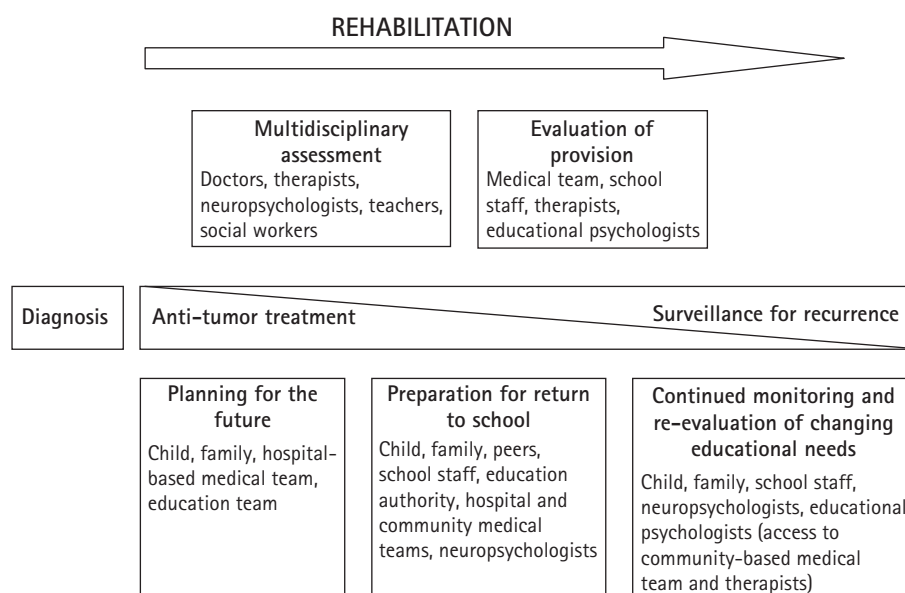 REHABILITATION
Multidisciplinary
assessment
Doctors, therapists,
neuropsychologists, teachers,
social workers
Evaluation of
provision
Medical team, school
staff, therapists,
educational psychologists
Diagnosis
Anti-tumor treatment
Surveillance for recurrence
Planning for the
future
Child, family, hospital-
based medical team,
education team
Preparation for return
to school
Child, family, peers,
school staff, education
authority, hospital and
community medical
teams, neuropsychologists
Continued monitoring and
re-evaluation of changing
educational needs
Child, family, school staff,
neuropsychologists, educational
psychologists (access to
community-based medical
team and therapists)